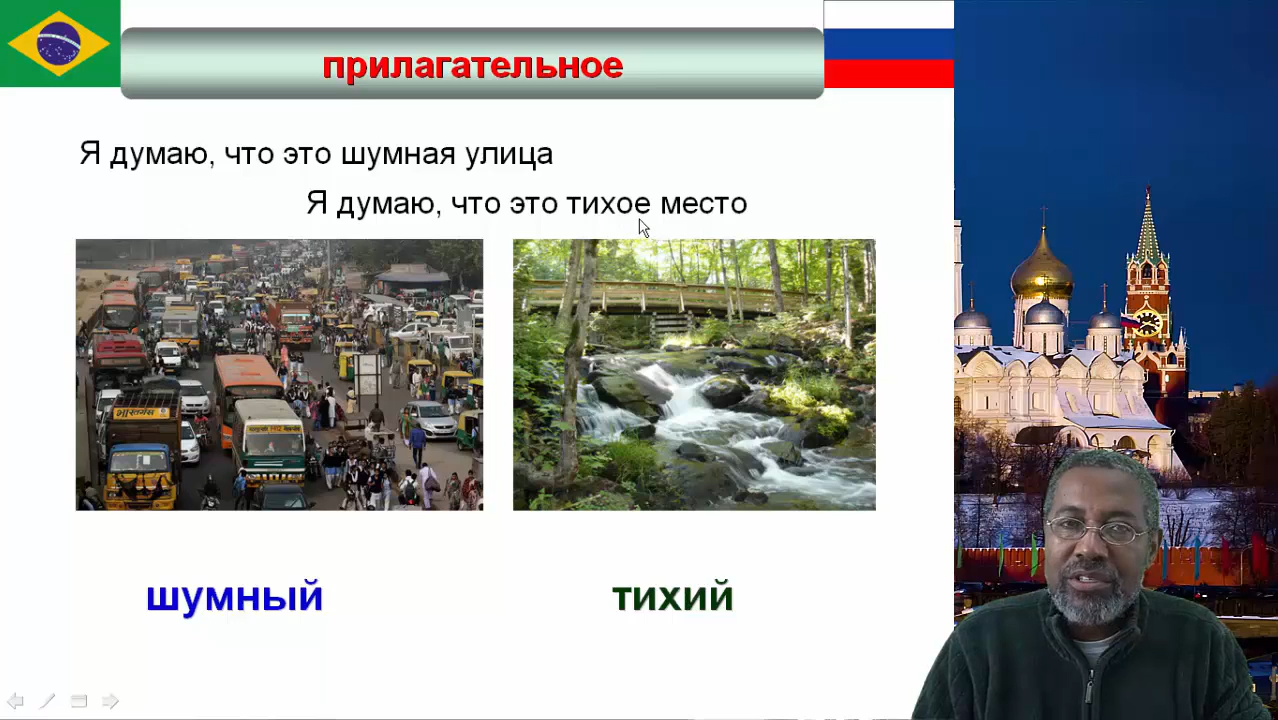 прилагательное
Я думаю, что это шумная улица
Я думаю, что это тихое место
шумный
тихий